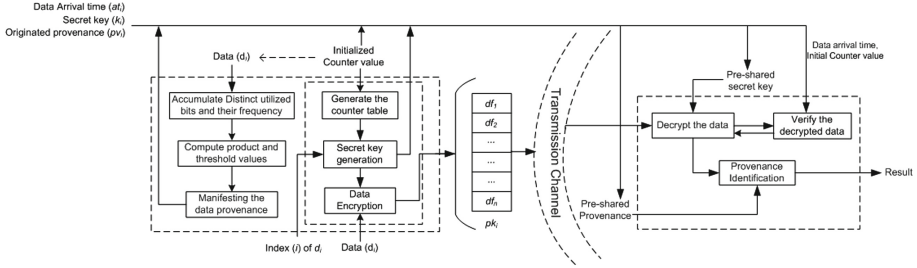 Data Arrival time (atᵢ)
Secret key (kᵢ)
Originated provenance (pvᵢ)
Data (dᵢ)
Initialized
Counter value
Accumulate Distinct utilized
bits and their frequency
Compute product and
threshold values
Manifesting the
data provenance
Generate the
counter table
Secret key
generation
Data
Encryption
Index (i) of dᵢ
Data (dᵢ)
df₁
df₂
...
...
...
dfₙ
pkᵢ
Transmission Channel
Pre-shared
secret key
Data arrival time,
Initial Counter value
Decrypt the data
Verify the
decrypted data
Provenance
Identification
Pre-shared
Provenance
Result